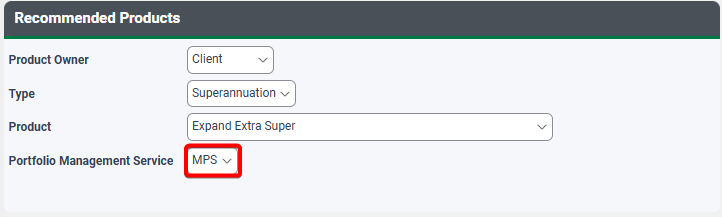 Recommended Products
Product Owner Client
Type Superannuation
Product Expand Extra Super
Portfolio Management Service MPS